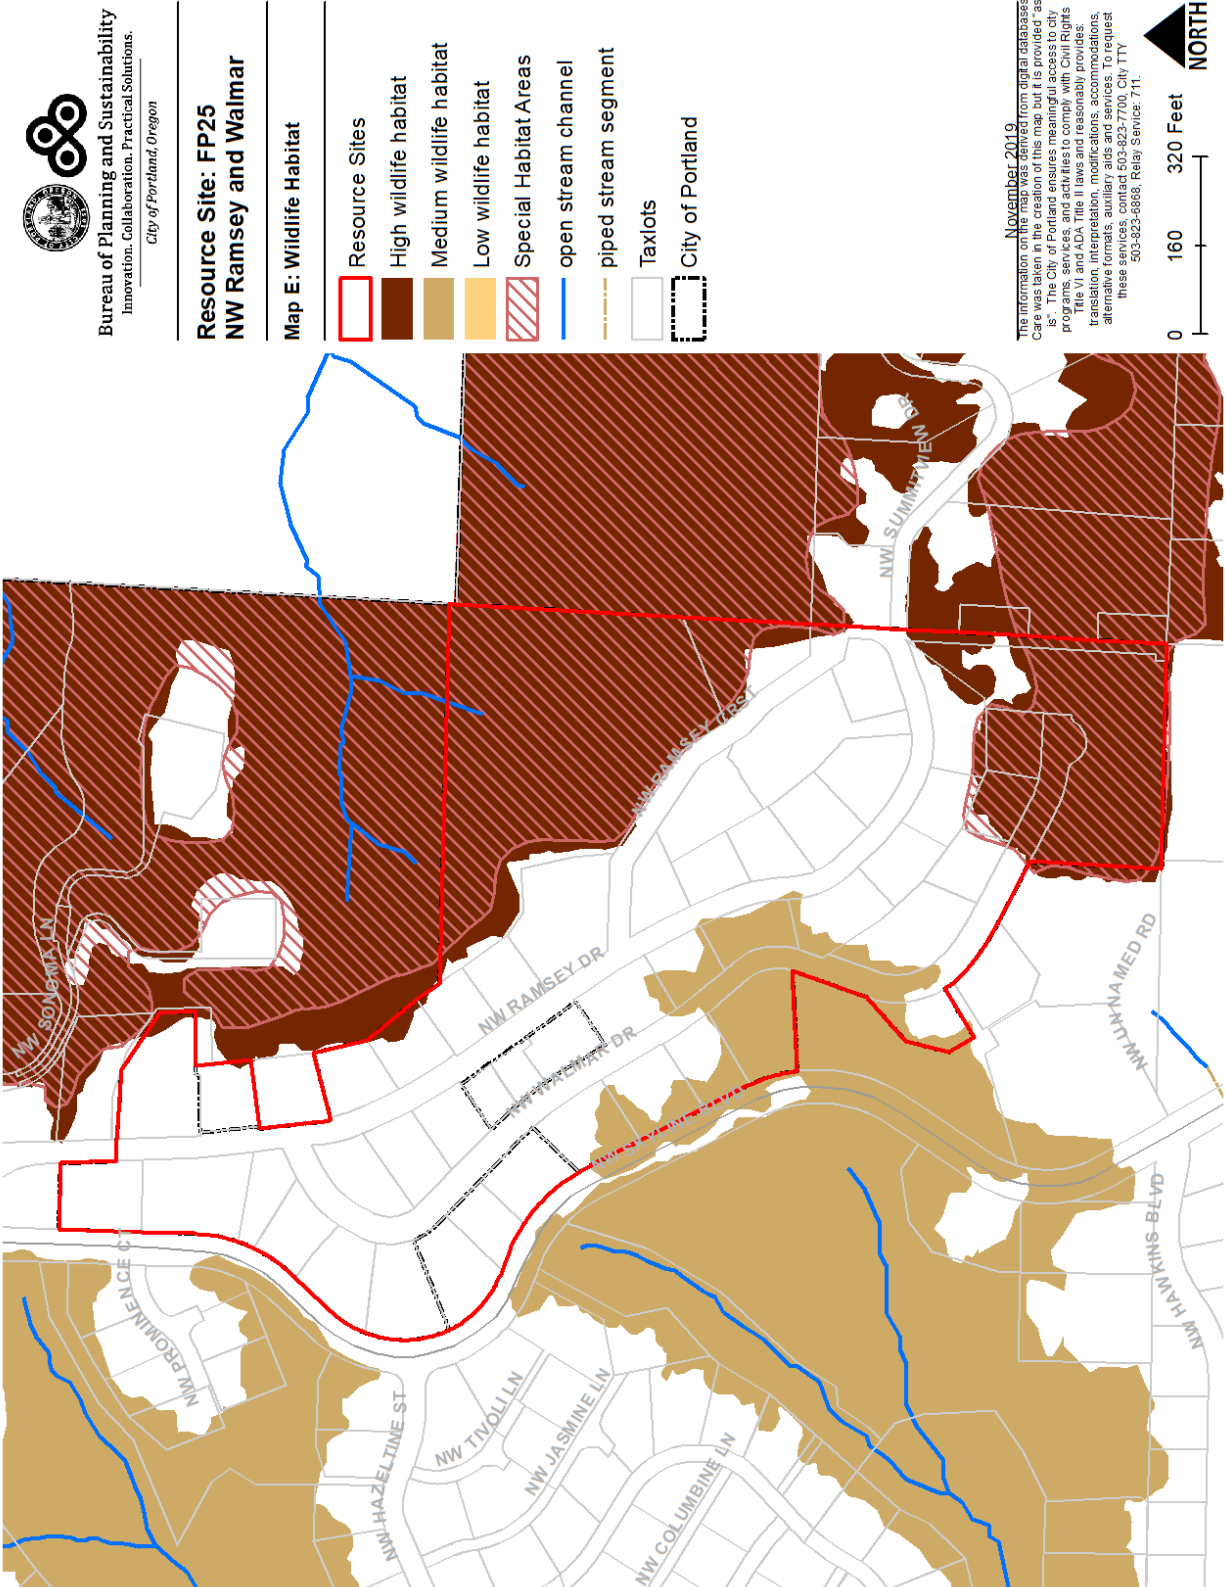 Bureau of Planning and Sustainability
Innovation. Collaboration. Practical Solutions.
City of Portland, Oregon
Resource Site: FP25
NW Ramsey and Walmar
Map E: Wildlife Habitat
Resource Sites
High wildlife habitat
Medium wildlife habitat
Low wildlife habitat
Special Habitat Areas
open stream channel
piped stream segment
Taxlots
City of Portland
November 2019
The information on the map was derived from digital databases
Care was taken in the creation of this map but it is provided "as
is". The City of Portland ensures meaningful access to city
programs, services, and activities to comply with Civil Rights
Title VI and ADA Title II laws and reasonably provides:
translation, interpretation, modifications, accommodations,
alternative formats, auxiliary aids and services. To request
these services, contact 503-823-7700, City TTY
503-823-6868, Relay Service: 711.
0 160 320 Feet
NORTH
NW SONOMA LN
NW PROMINENCE CT
NW HAZELTINE ST
NW TIVOLI LN
NW JASMINE LN
NW COLUMBINE LN
NW RAMSEY DR
NW WALMAR DR
NW SKYLINE BLVD
NW RAMSEY CRST
NW SUMMITVIEW DR
NW UNNAMED RD
NW HAWKINS BLVD